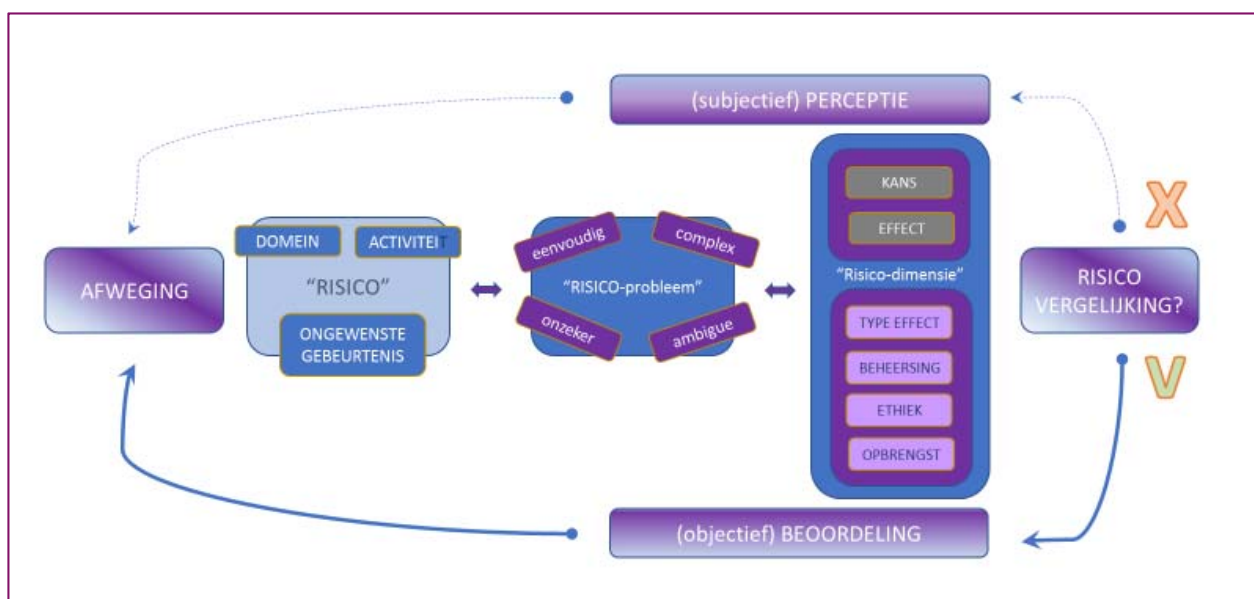 (subjectief) PERCEPTIE
X
KANS
EFFECT
DOMEIN
ACTIVITEIT
eenvoudig
complex
AFWEGING
"RISICO"
"RISICO-probleem"
"Risico-dimensie"
RISICO
VERGELIJKING?
ONGEWENSTE
GEBEURTENIS
onzeker
ambigue
TYPE EFFECT
BEHEERSING
ETHIEK
OPBRENGST
V
(objectief) BEOORDELING